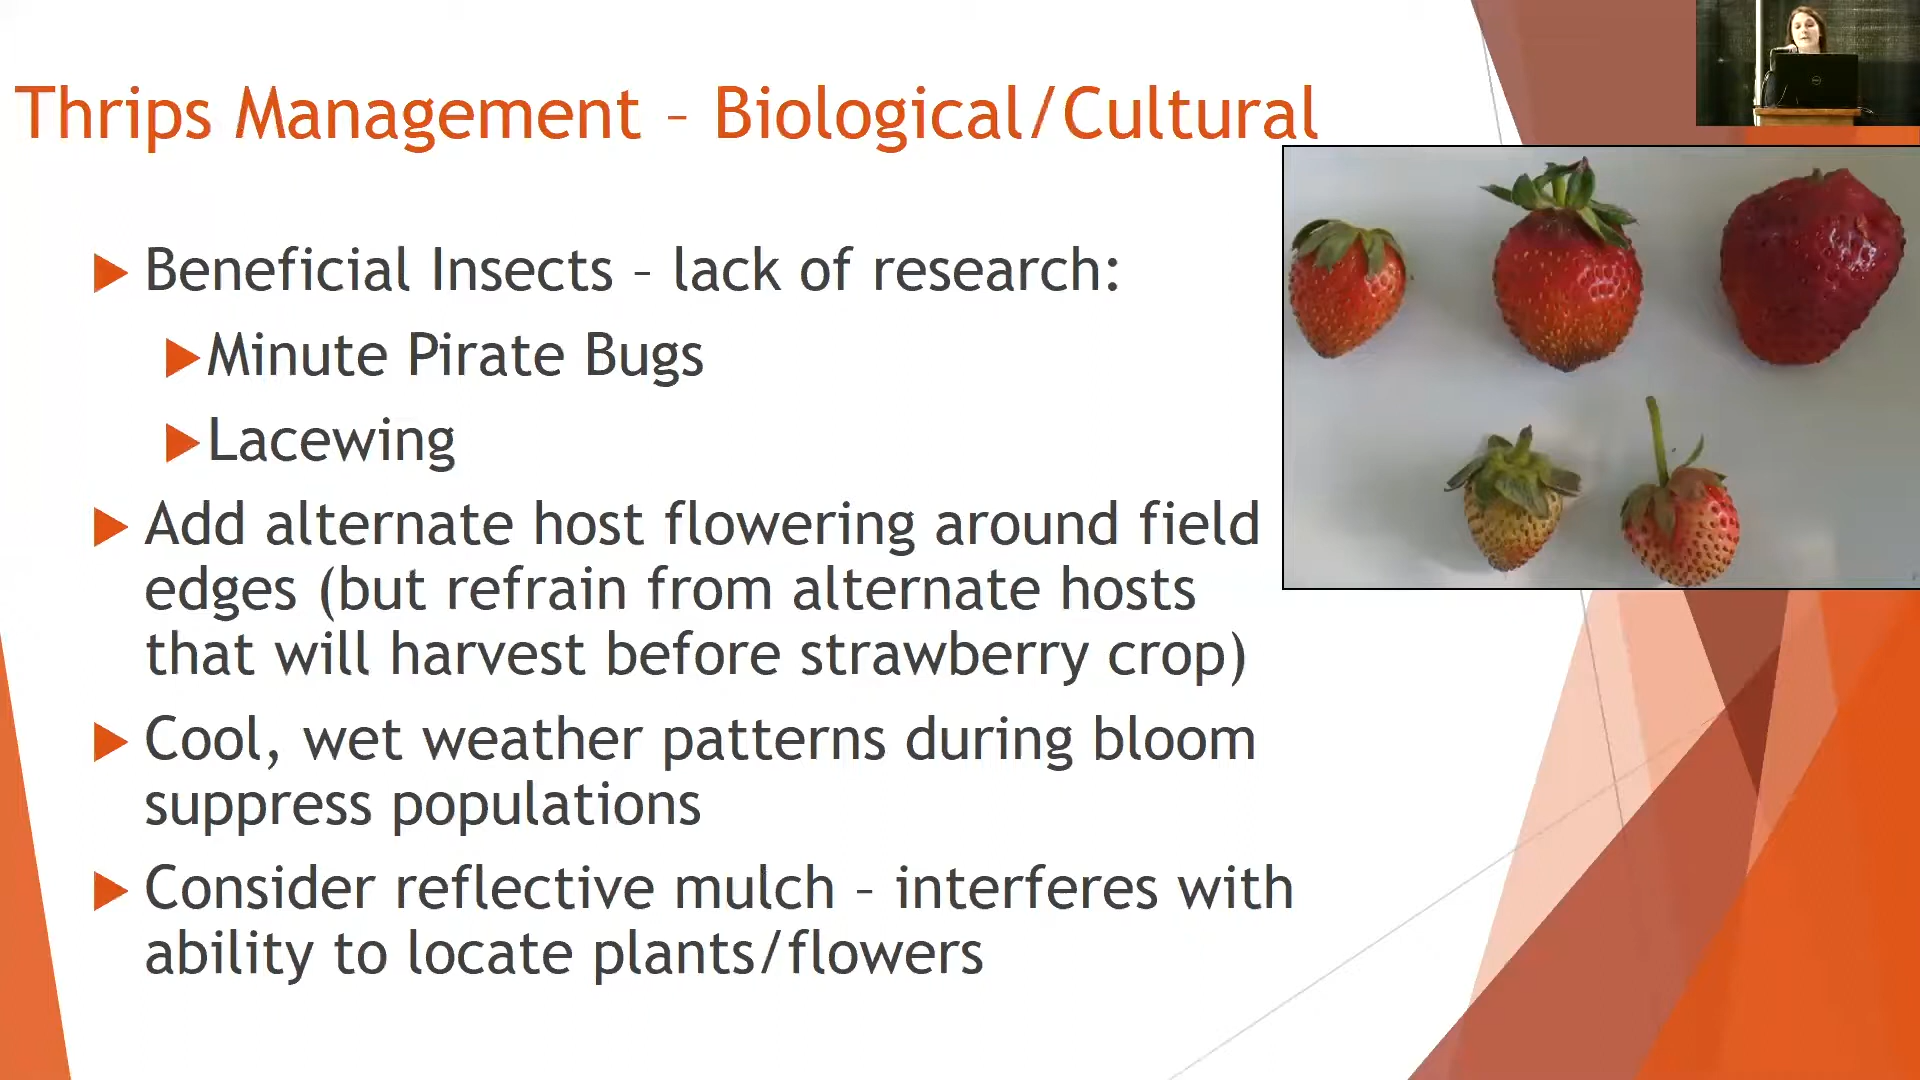 Thrips Management – Biological/Cultural
Beneficial Insects – lack of research:
Minute Pirate Bugs
Lacewing
Add alternate host flowering around field
edges (but refrain from alternate hosts
that will harvest before strawberry crop)
Cool, wet weather patterns during bloom
suppress populations
Consider reflective mulch – interferes with
ability to locate plants/flowers